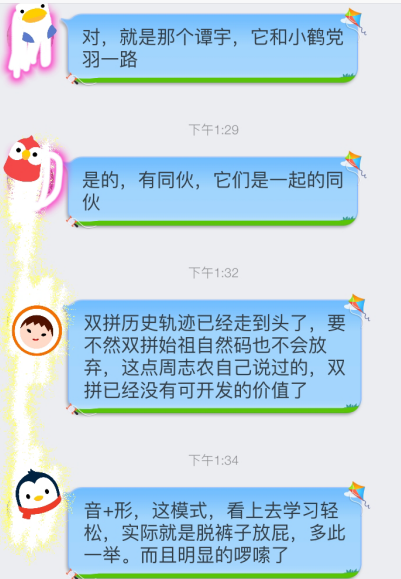 对，就是那个谭宇，它和小鹤党
羽一路
下午1:29
是的，有同伙，它们是一起的同
伙
下午1:32
双拼历史轨迹已经走到头了，要
不然双拼始祖自然码也不会放
弃，这点周志农自己说过的，双
拼已经没有可开发的价值了
下午1:34
音+形，这模式，看上去学习轻
松，实际就是脱裤子放屁，多此
一举。而且明显的啰嗦了